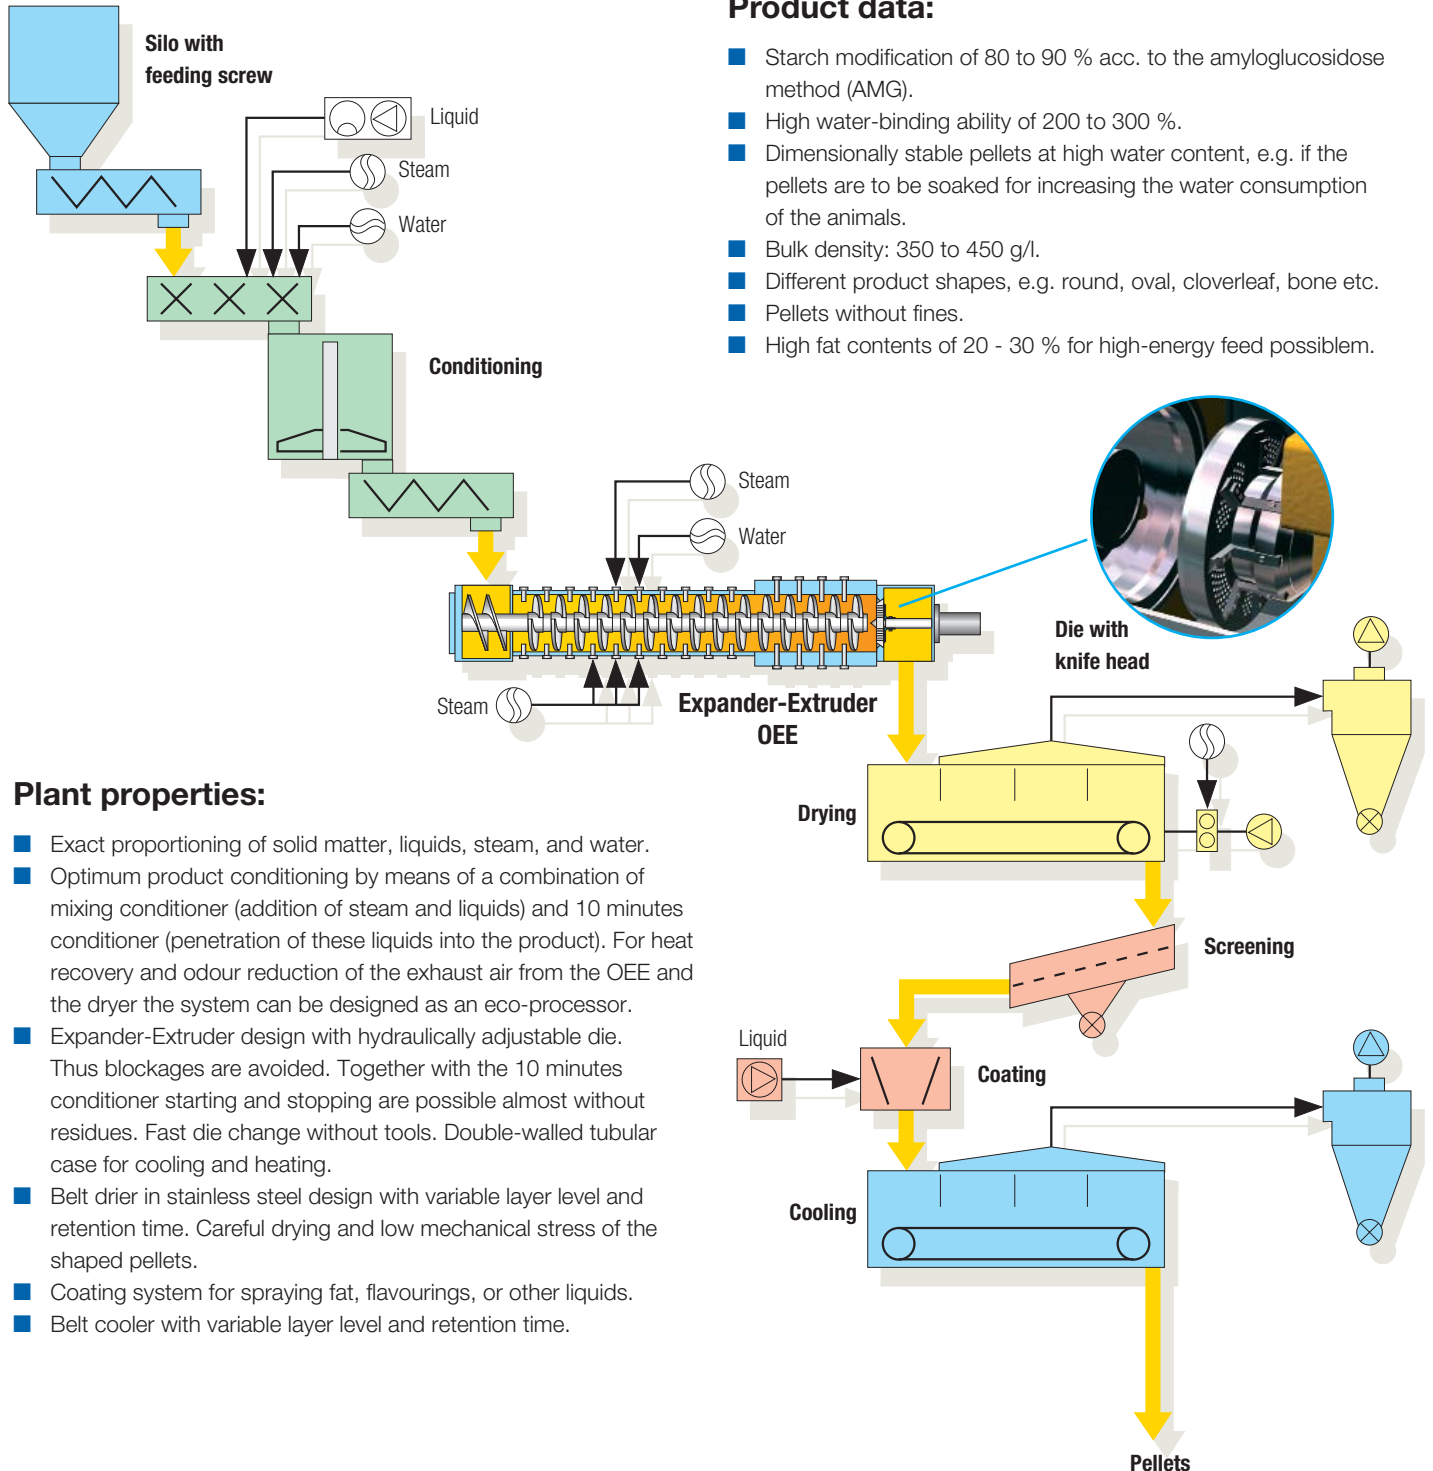 Product data:
Silo with
feeding screw
Starch modification of 80 to 90 % acc. to the amyloglucosidose
method (AMG).
High water-binding ability of 200 to 300 %.
Dimensionally stable pellets at high water content, e.g. if the
pellets are to be soaked for increasing the water consumption
of the animals.
Bulk density: 350 to 450 g/l.
Different product shapes, e.g. round, oval, cloverleaf, bone etc.
Pellets without fines.
High fat contents of 20 - 30 % for high-energy feed possiblem.
Liquid
Steam
Water
Conditioning
Steam
Water
Die with
knife head
Steam
Expander-Extruder
OEE
Plant properties:
Exact proportioning of solid matter, liquids, steam, and water.
Optimum product conditioning by means of a combination of
mixing conditioner (addition of steam and liquids) and 10 minutes
conditioner (penetration of these liquids into the product). For heat
recovery and odour reduction of the exhaust air from the OEE and
the dryer the system can be designed as an eco-processor.
Expander-Extruder design with hydraulically adjustable die.
Thus blockages are avoided. Together with the 10 minutes
conditioner starting and stopping are possible almost without
residues. Fast die change without tools. Double-walled tubular
case for cooling and heating.
Belt drier in stainless steel design with variable layer level and
retention time. Careful drying and low mechanical stress of the
shaped pellets.
Coating system for spraying fat, flavourings, or other liquids.
Belt cooler with variable layer level and retention time.
Drying
Screening
Liquid
Coating
Cooling
Pellets